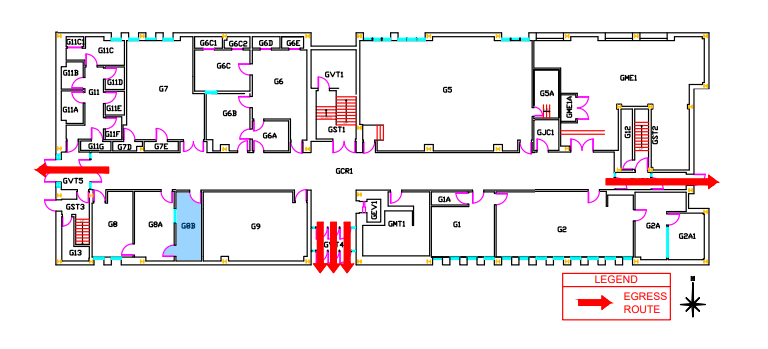 G11C1
G11C
G6C1
G6C2
G6D
G6E
G11B
G11D
G11
G7
G6C
G6
GVT1
G5
GME1
G5A
G11A
G11E
G6B
GME1A
G11F
G6A
GST1
GJC1
G12
GST2
G11G
G7D
G7E
GCR1
GVT5
GST3
G8
G8A
G8B
G9
GEV1
GMT1
G1A
G1
G2
G2A
G2A1
G13
LEGEND
EGRESS
ROUTE
N